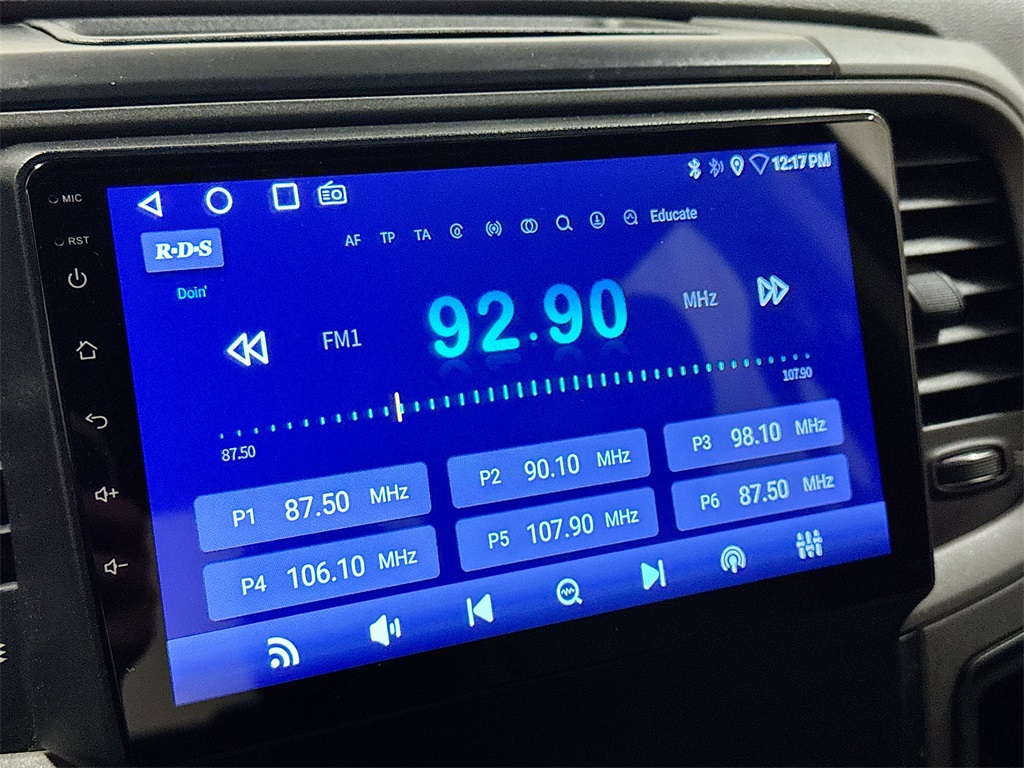 MIC
12:17 PM
RST
R·D·S
AF TP TA Educate
Doin'
FM1 92.90 MHz
87.50 107.90
P1 87.50 MHz P2 90.10 MHz P3 98.10 MHz
P4 106.10 MHz P5 107.90 MHz P6 87.50 MHz